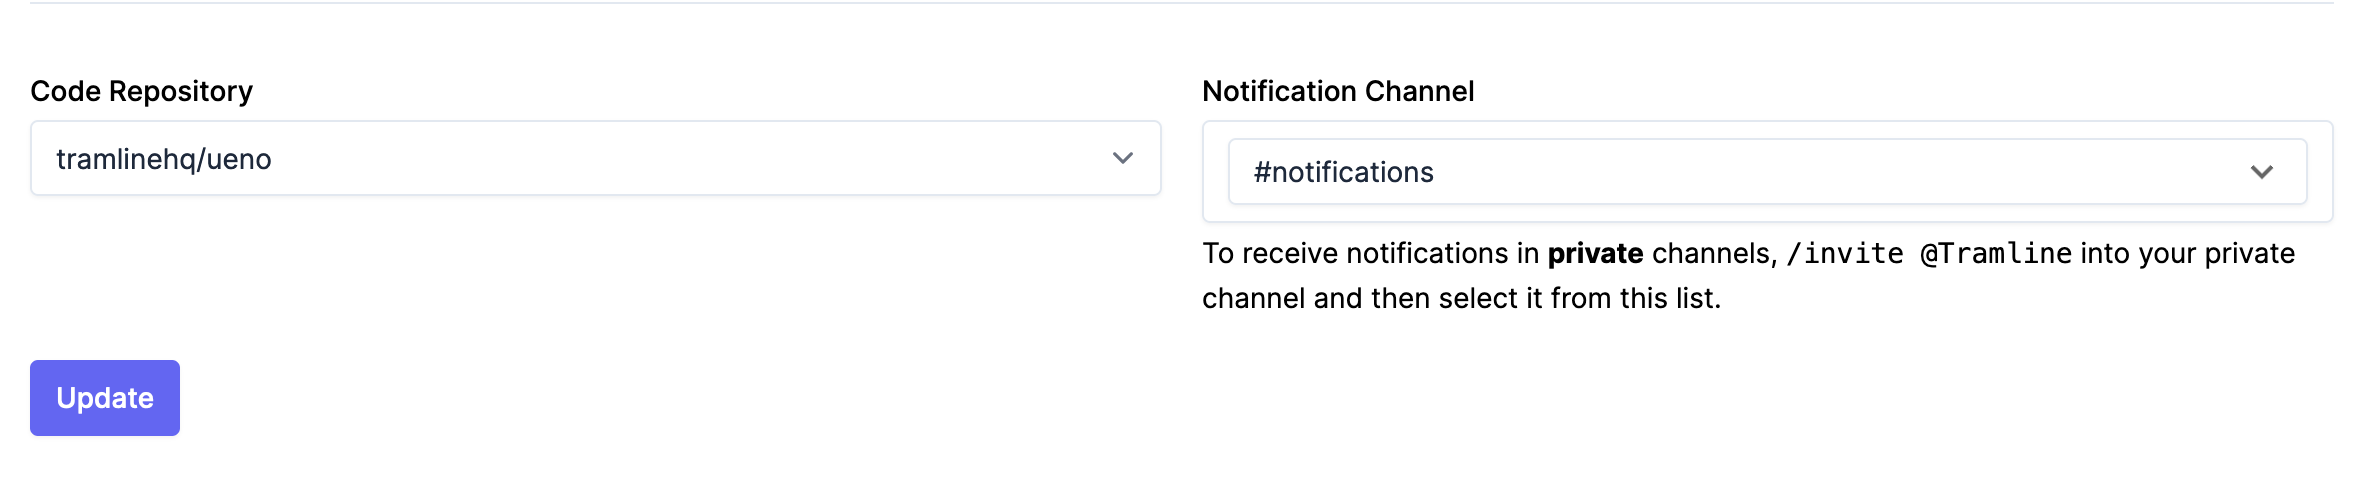 Code Repository
tramlinehq/ueno
Notification Channel
#notifications
To receive notifications in private channels, /invite @Tramline into your private
channel and then select it from this list.
Update